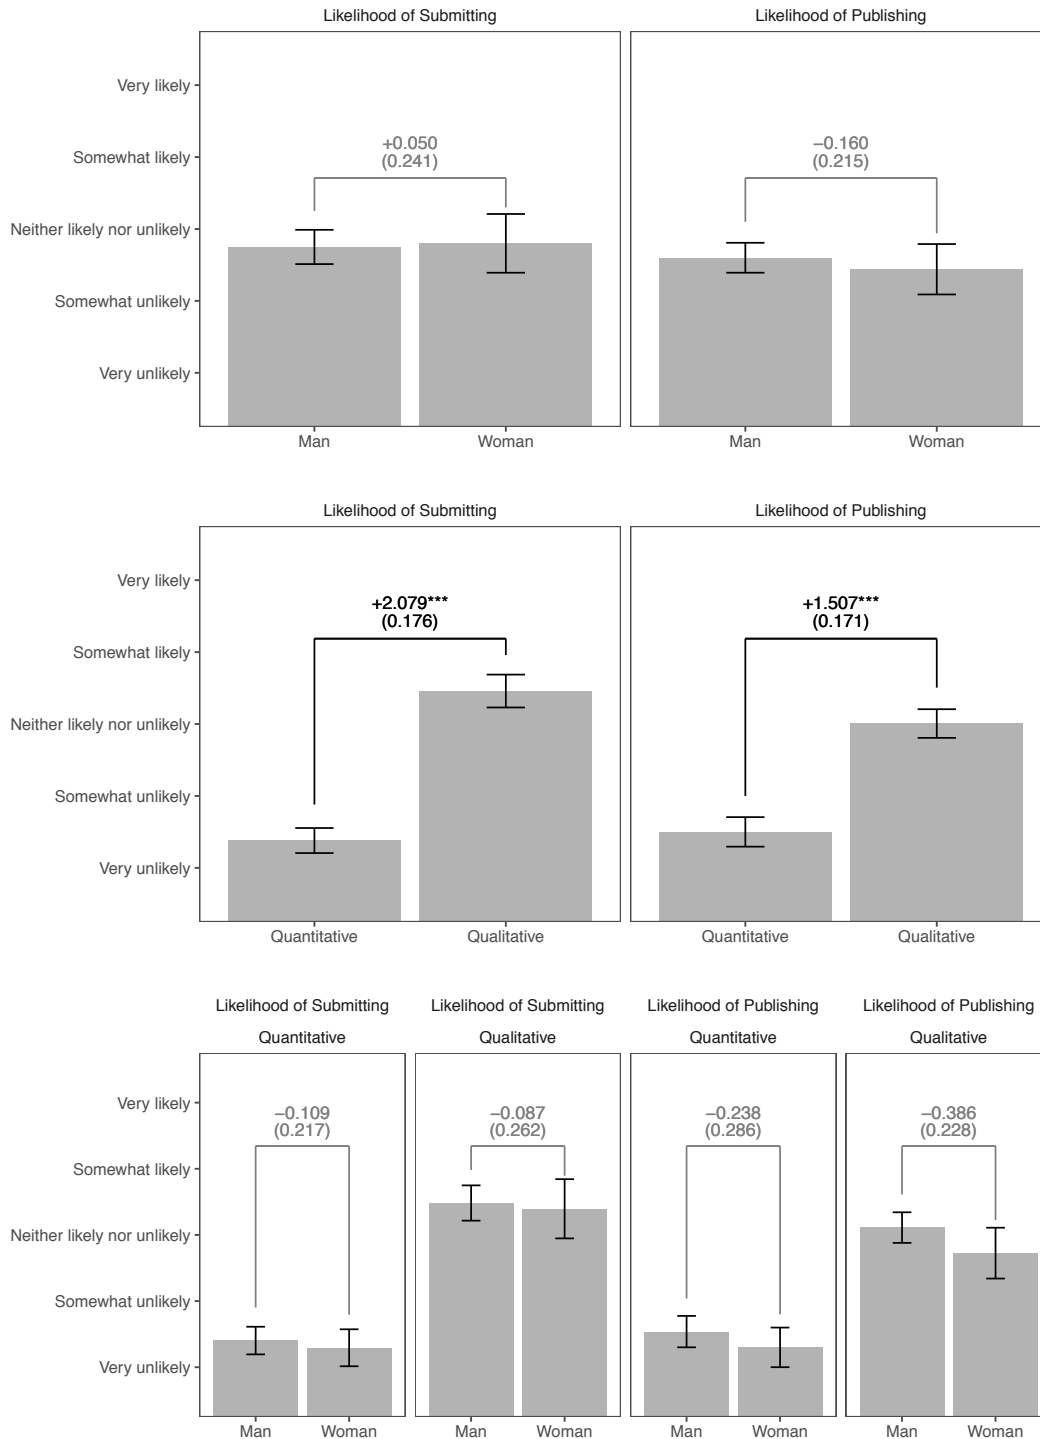 Likelihood of Submitting
Likelihood of Publishing
Very likely
Somewhat likely
Neither likely nor unlikely
Somewhat unlikely
Very unlikely
+0.050
(0.241)
−0.160
(0.215)
Man
Woman
Man
Woman
Likelihood of Submitting
Likelihood of Publishing
Very likely
Somewhat likely
Neither likely nor unlikely
Somewhat unlikely
Very unlikely
+2.079***
(0.176)
+1.507***
(0.171)
Quantitative
Qualitative
Quantitative
Qualitative
Likelihood of Submitting
Likelihood of Submitting
Likelihood of Publishing
Likelihood of Publishing
Quantitative
Qualitative
Quantitative
Qualitative
Very likely
Somewhat likely
Neither likely nor unlikely
Somewhat unlikely
Very unlikely
−0.109
(0.217)
−0.087
(0.262)
−0.238
(0.286)
−0.386
(0.228)
Man
Woman
Man
Woman
Man
Woman
Man
Woman